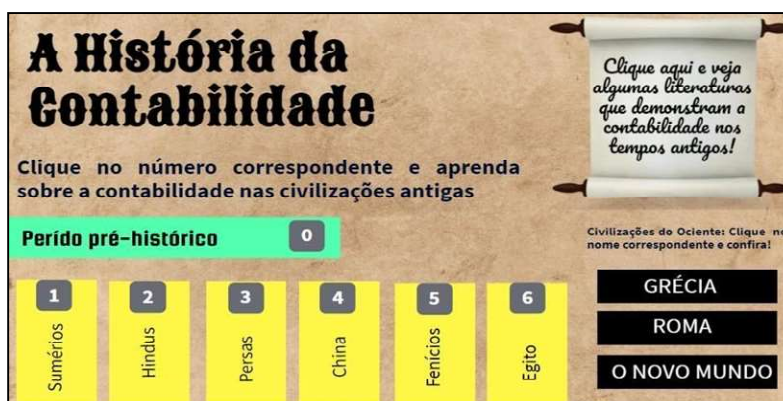 A História da
Contabilidade
Clique no número correspondente e aprenda
sobre a contabilidade nas civilizações antigas
Perído pré-histórico 0
1
Sumérios
2
Hindus
3
Persas
4
China
5
Fenícios
6
Egito
Clique aqui e veja
algumas literaturas
que demonstram a
contabilidade nos
tempos antigos!
Civilizações do Ociente: Clique no
nome correspondente e confira!
GRÉCIA
ROMA
O NOVO MUNDO